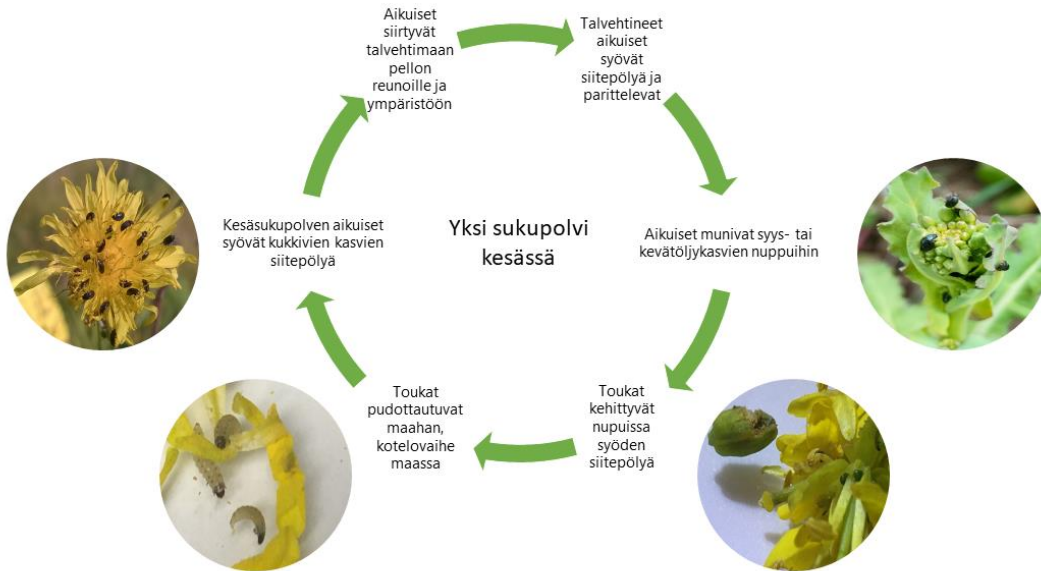 Aikuiset
siirtyvät
talvehtimaan
pellon
reunoille ja
ympäristöön
Talvehtineet
aikuiset
syövät
siitepölyä ja
parittelevat
Aikuiset munivat syys- tai
kevätöljykasvien nuppuihin
Toukat
kehittyvät
nupuissa
syöden
siitepölyä
Toukat
pudottautuvat
maahan,
kotelovaihe
maassa
Kesäsukupolven aikuiset
syövät kukkivien kasvien
siitepölyä
Yksi sukupolvi
kesässä